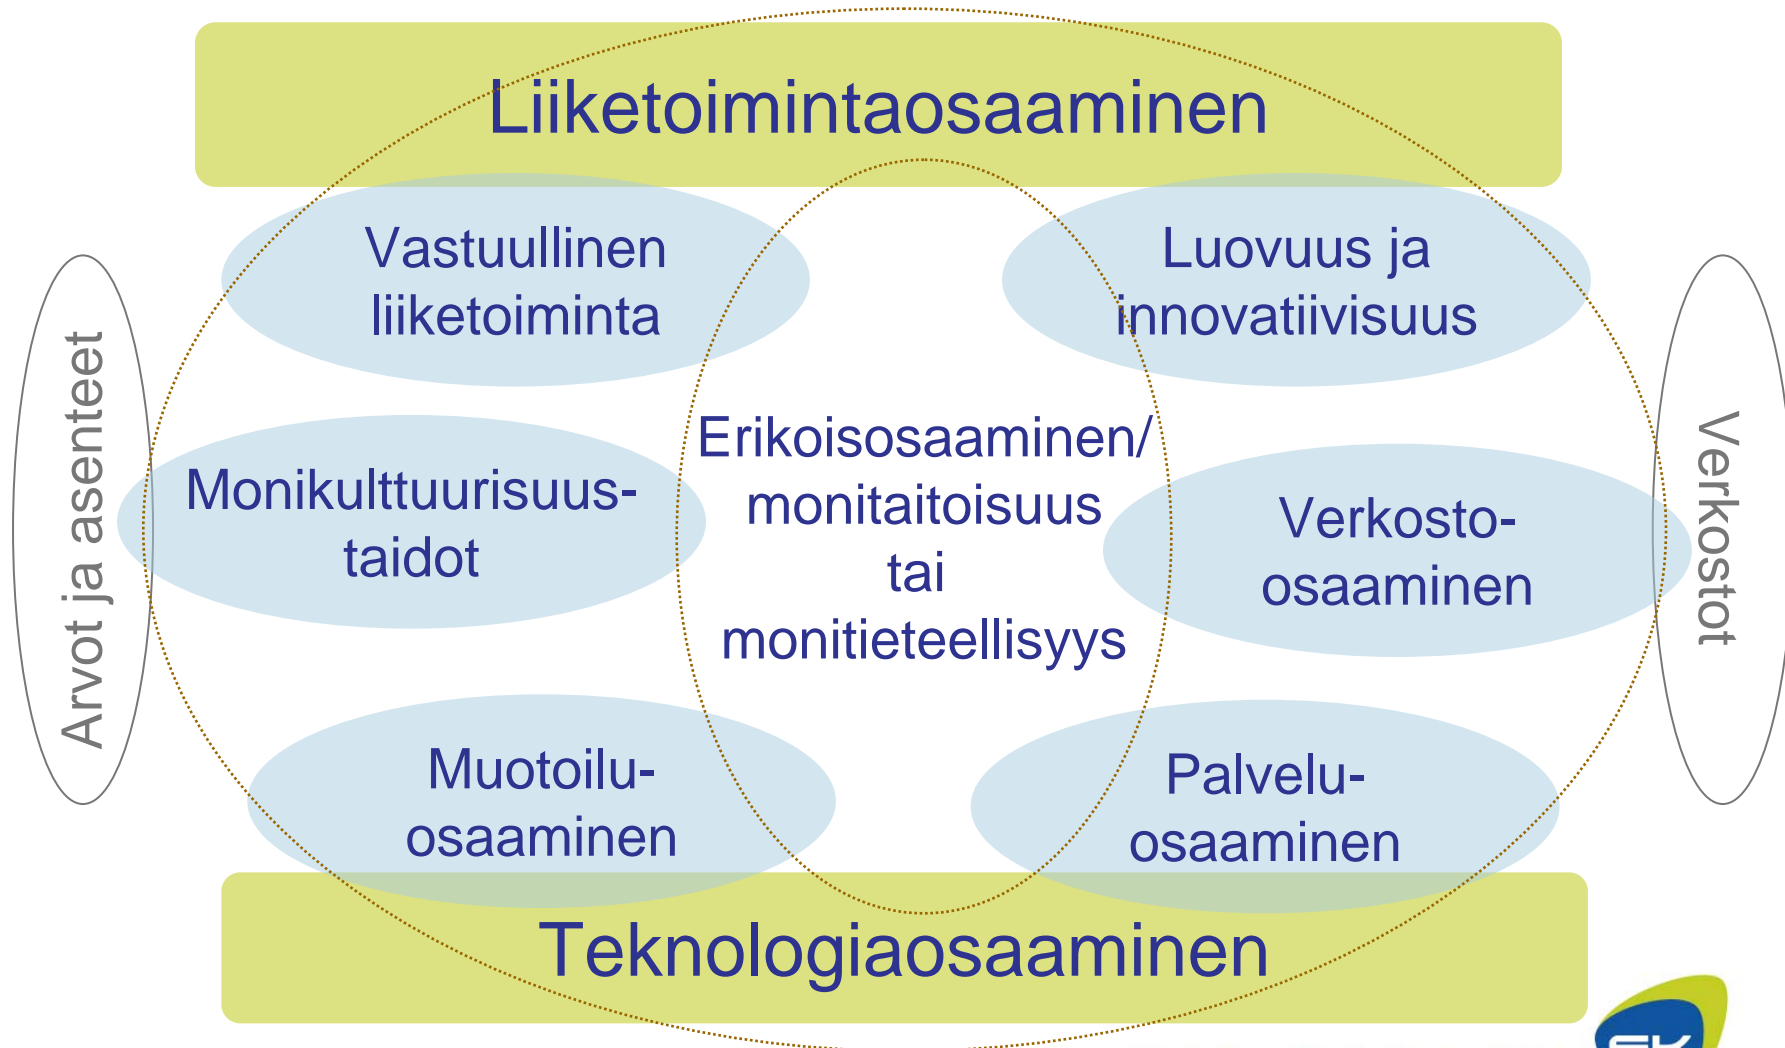 Liiketoimintaosaaminen
Vastuullinen
liiketoiminta
Luovuus ja
innovatiivisuus
Arvot ja asenteet
Monikulttuurisuus-
taidot
Erikoisosaaminen/
monitaitoisuus
tai
monitieteellisyys
Verkosto-
osaaminen
Verkostot
Muotoilu-
osaaminen
Palvelu-
osaaminen
Teknologiaosaaminen